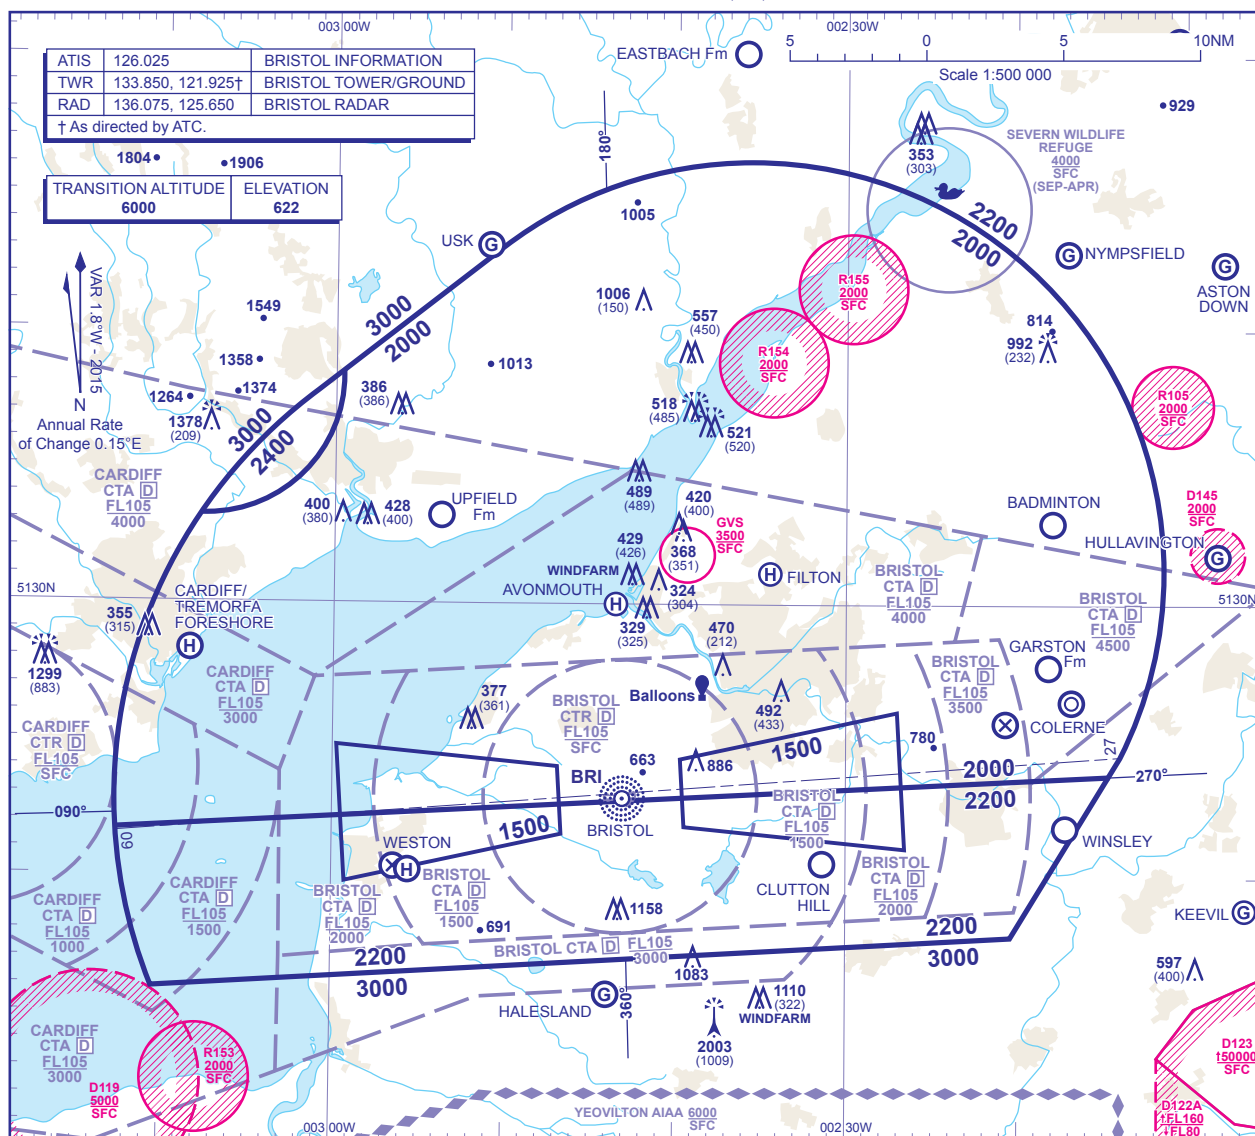 003 00W
002 30W
EASTBACH Fm
5 0 5 10NM
Scale 1:500 000
ATIS 126.025 BRISTOL INFORMATION
TWR 133.850, 121.925† BRISTOL TOWER/GROUND
RAD 136.075, 125.650 BRISTOL RADAR
† As directed by ATC.
1804
1906
TRANSITION ALTITUDE
6000
ELEVATION
622
180°
929
353
(303)
SEVERN WILDLIFE
REFUGE
4000
SFC
(SEP-APR)
1005
USK
G
2200
2000
G
NYMPSFIELD
G
ASTON
DOWN
VAR 1.8°W - 2015
N
Annual Rate
of Change 0.15°E
1549
1358
1374
1264
1378
(209)
3000
2000
3000
2400
1006
(150)
557
(450)
R155
2000
SFC
R154
2000
SFC
814
992
(232)
R105
2000
SFC
1013
386
(386)
518
(485)
521
(520)
CARDIFF
CTA D
FL105
4000
400
(380)
428
(400)
UPFIELD
Fm
489
(489)
420
(400)
GVS
3500
SFC
368
(351)
429
(426)
WINDFARM
AVONMOUTH
H
324
(304)
329
(325)
H
FILTON
BADMINTON
D145
2000
SFC
HULLAVINGTON
G
5130N
5130N
BRISTOL
CTA D
FL105
4000
BRISTOL
CTA D
FL105
4500
355
(315)
CARDIFF/
TREMORFA
FORESHORE
H
1299
(883)
CARDIFF
CTR D
FL105
SFC
CARDIFF
CTA D
FL105
3000
377
(361)
BRISTOL
CTR D
FL105
SFC
470
(212)
Balloons
492
(433)
BRISTOL
CTA D
FL105
3500
GARSTON
Fm
COLERNE
780
1500
886
663
BRI
BRISTOL
27
2000
2200
270°
090°
09
1500
WESTON
H
BRISTOL
CTA D
FL105
1500
WINSLEY
CLUTTON
HILL
BRISTOL
CTA D
FL105
2000
CARDIFF
CTA D
FL105
1500
CARDIFF
CTA D
FL105
1000
BRISTOL
CTA D
FL105
2000
BRISTOL
CTA D
FL105
1500
691
1158
KEEVIL
G
BRISTOL CTA D FL105
3000
2200
3000
2200
3000
1083
360°
HALESLAND
G
1110
(322)
WINDFARM
2003
(1009)
597
(400)
CARDIFF
CTA D
FL105
3000
R153
2000
SFC
D119
5000
SFC
D123
†50000
SFC
D122A
†FL160
†FL80
YEOVILTON AIAA 6000
SFC
003 00W
002 30W